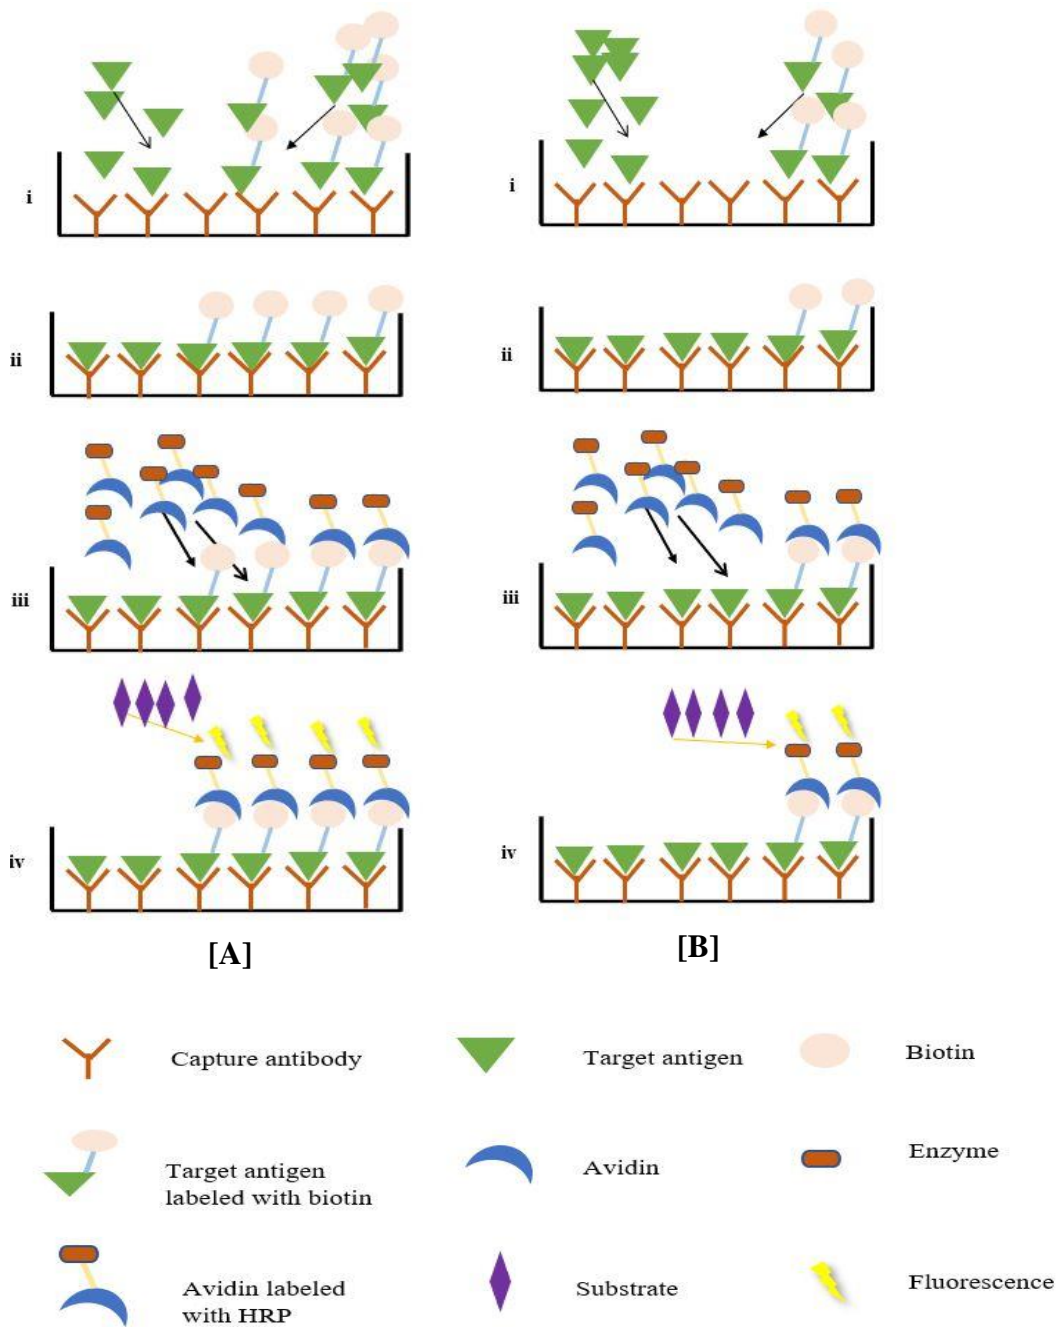 i
i
ii
ii
iii
iii
iv
iv
[A]
[B]
Capture antibody
Target antigen
Biotin
Target antigen
labeled with biotin
Avidin
Enzyme
Avidin labeled
with HRP
Substrate
Fluorescence